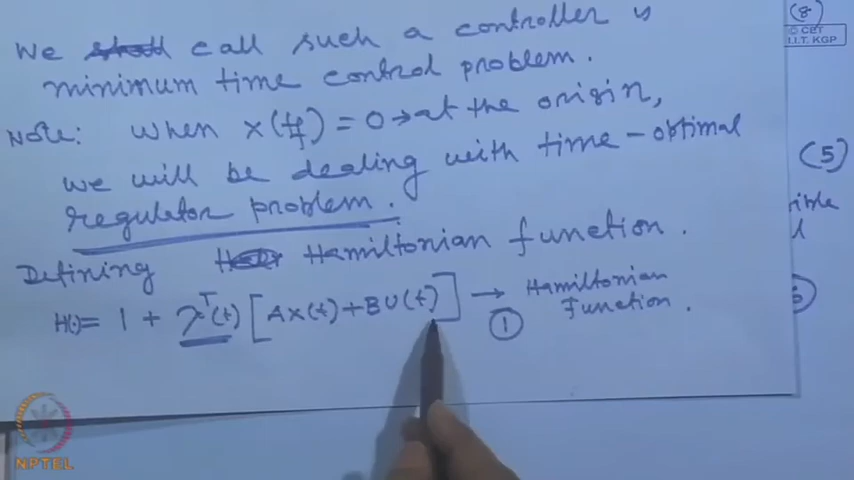 (8)
© CET
I.I.T. KGP
We call such a controller is
minimum time control problem.
Note: when x(tf) = 0 → at the origin,
we will be dealing with time-optimal
regulator problem.
(5)
Defining Hamiltonian function.
H(·) = 1 + λᵀ(t) [Ax(t) + BU(t)] → Hamiltonian
① function.
NPTEL